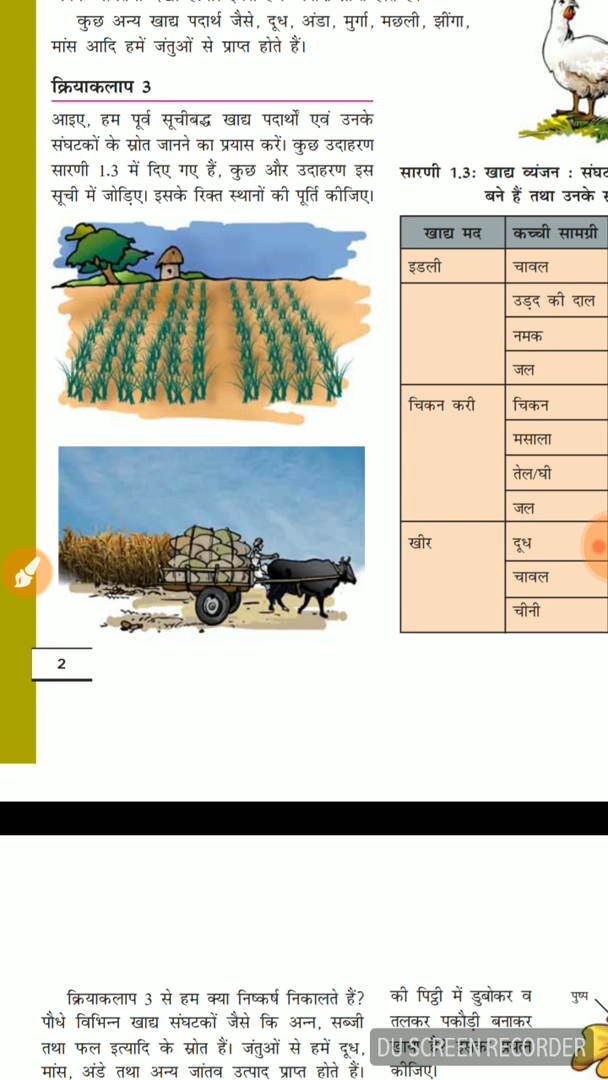 कुछ अन्य खाद्य पदार्थ जैसे, दूध, अंडा, मुर्गा, मछली, झींगा,
मांस आदि हमें जंतुओं से प्राप्त होते हैं।
क्रियाकलाप 3
आइए, हम पूर्व सूचीबद्ध खाद्य पदार्थों एवं उनके
संघटकों के स्रोत जानने का प्रयास करें। कुछ उदाहरण
सारणी 1.3 में दिए गए हैं, कुछ और उदाहरण इस
सूची में जोड़िए। इसके रिक्त स्थानों की पूर्ति कीजिए।
सारणी 1.3: खाद्य व्यंजन : संघट
बने हैं तथा उनके
खाद्य मद कच्ची सामग्री
इडली चावल
उड़द की दाल
नमक
जल
चिकन करी चिकन
मसाला
तेल/घी
जल
खीर दूध
चावल
चीनी
2
क्रियाकलाप 3 से हम क्या निष्कर्ष निकालते हैं?
पौधे विभिन्न खाद्य संघटकों जैसे कि अन्न, सब्जी
तथा फल इत्यादि के स्रोत हैं। जंतुओं से हमें दूध,
मांस, अंडे तथा अन्य जांतव उत्पाद प्राप्त होते हैं।
की पिट्ठी में डुबोकर व
तलकर पकौड़ी बनाकर
कीजिए।
पुष्प
DU SCREEN RECORDER